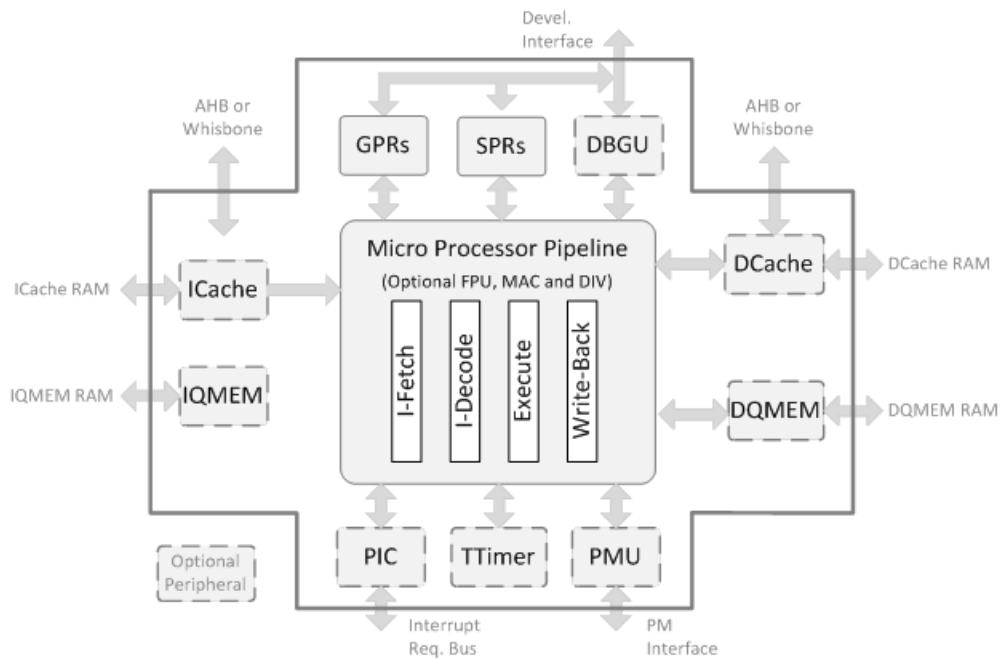 Devel.
Interface
AHB or
Whisbone
AHB or
Whisbone
GPRs
SPRs
DBGU
Micro Processor Pipeline
(Optional FPU, MAC and DIV)
I-Fetch
I-Decode
Execute
Write-Back
ICache RAM
ICache
DCache
DCache RAM
IQMEM RAM
IQMEM
DQMEM
DQMEM RAM
PIC
TTimer
PMU
Optional
Peripheral
Interrupt
Req. Bus
PM
Interface